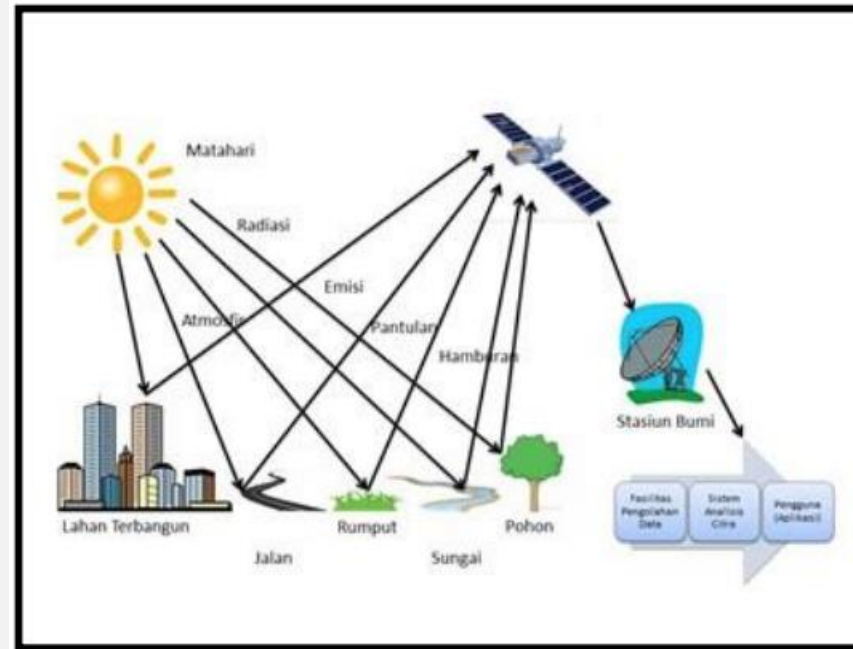 Matahari
Radiasi
Emisi
Atmosfir
Pantulan
Hamburan
Stasiun Bumi
Lahan Terbangun
Rumput
Pohon
Jalan
Sungai
Fasilitas
Pengolahan
Data
Sistem
Analisis
Citra
Pengguna
(Aplikasi)